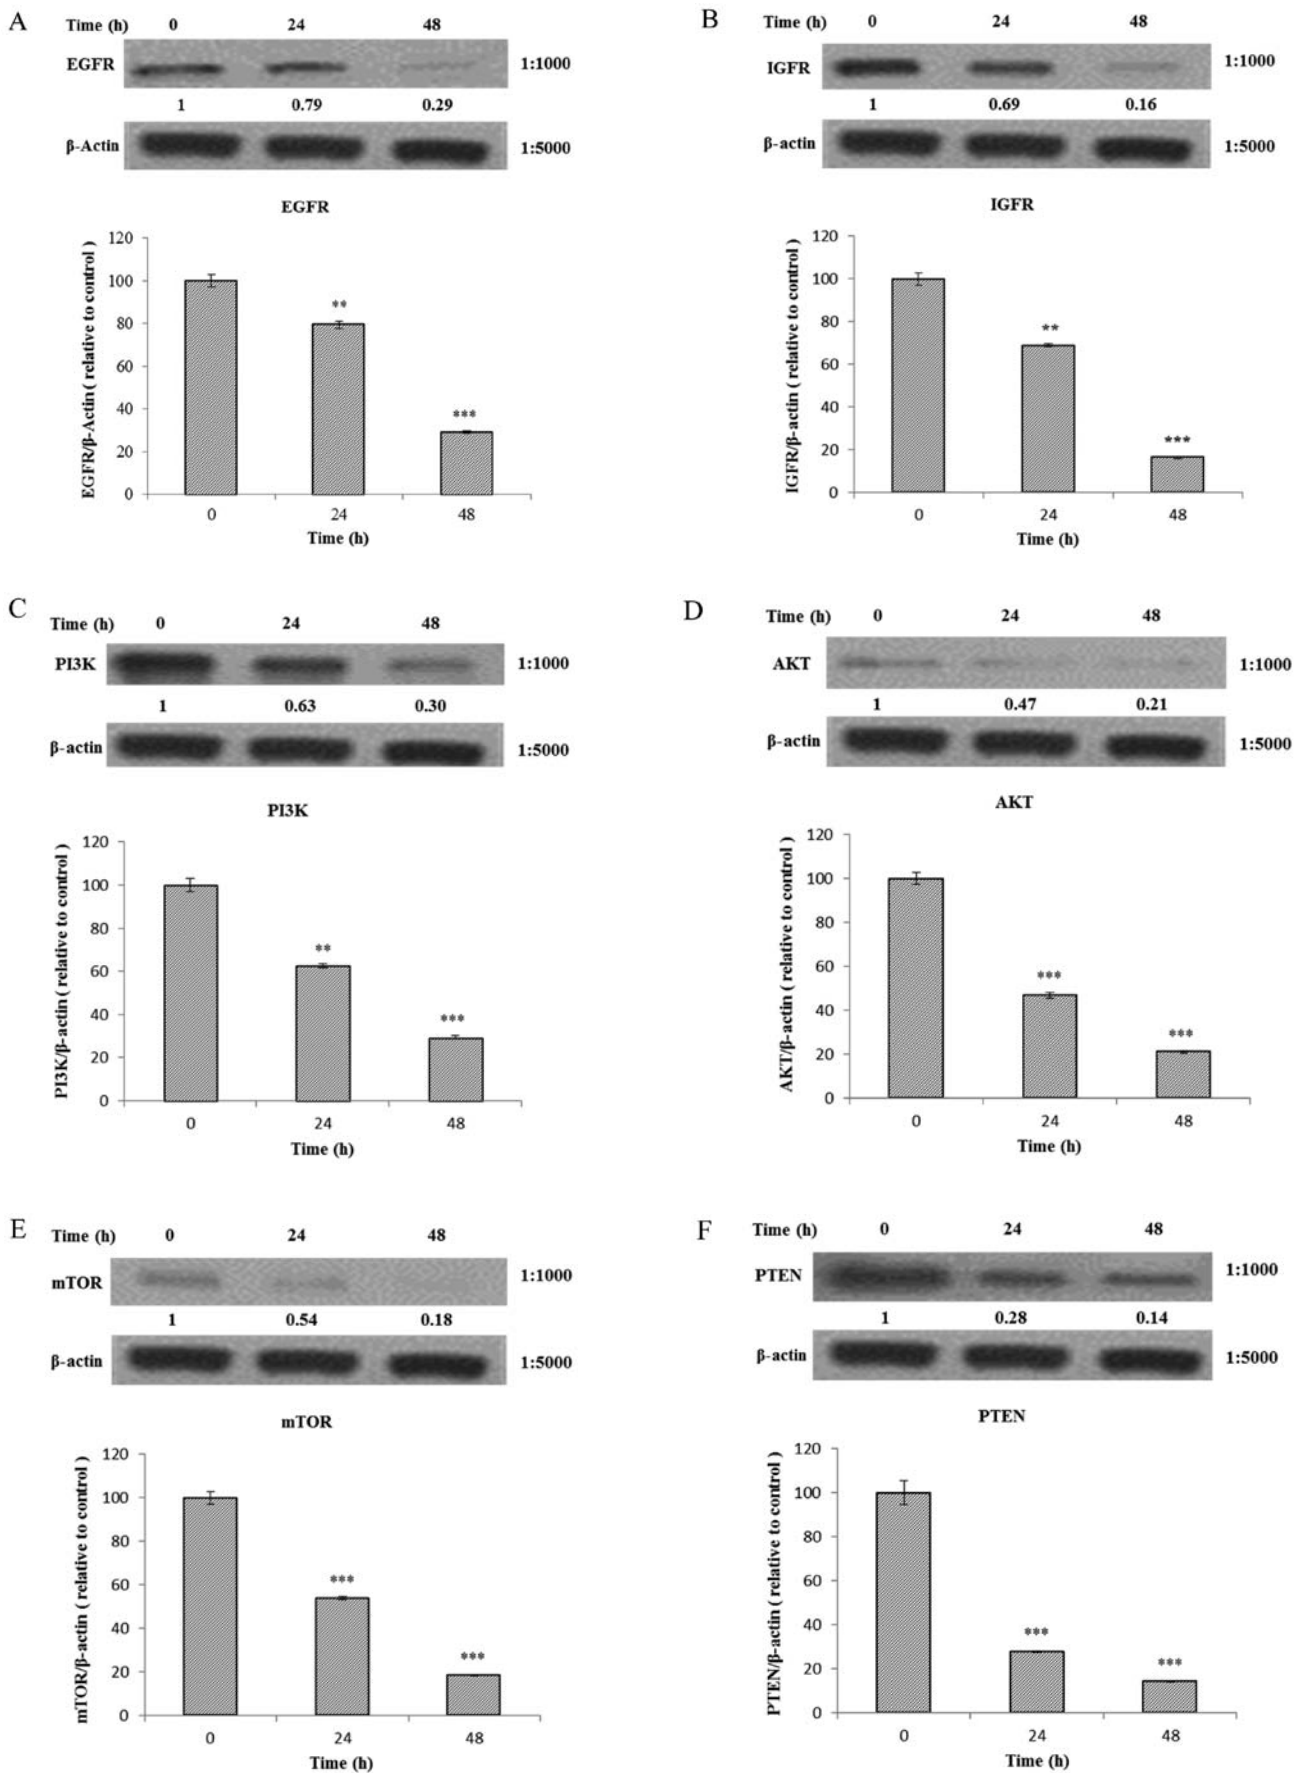 A
Time (h) 0 24 48
EGFR 1:1000
1 0.79 0.29
β-Actin 1:5000
EGFR
EGFR/β-Actin ( relative to control )
120
100
80
60
40
20
0
**
***
0 24 48
Time (h)
B
Time (h) 0 24 48
IGFR 1:1000
1 0.69 0.16
β-actin 1:5000
IGFR
IGFR/β-actin ( relative to control )
120
100
80
60
40
20
0
**
***
0 24 48
Time (h)
C
Time (h) 0 24 48
PI3K 1:1000
1 0.63 0.30
β-actin 1:5000
PI3K
PI3K/β-actin ( relative to control )
120
100
80
60
40
20
0
**
***
0 24 48
Time (h)
D
Time (h) 0 24 48
AKT 1:1000
1 0.47 0.21
β-actin 1:5000
AKT
AKT/β-actin ( relative to control )
120
100
80
60
40
20
0
***
***
0 24 48
Time (h)
E
Time (h) 0 24 48
mTOR 1:1000
1 0.54 0.18
β-actin 1:5000
mTOR
mTOR/β-actin ( relative to control )
120
100
80
60
40
20
0
***
***
0 24 48
Time (h)
F
Time (h) 0 24 48
PTEN 1:1000
1 0.28 0.14
β-actin 1:5000
PTEN
PTEN/β-actin ( relative to control )
120
100
80
60
40
20
0
***
***
0 24 48
Time (h)